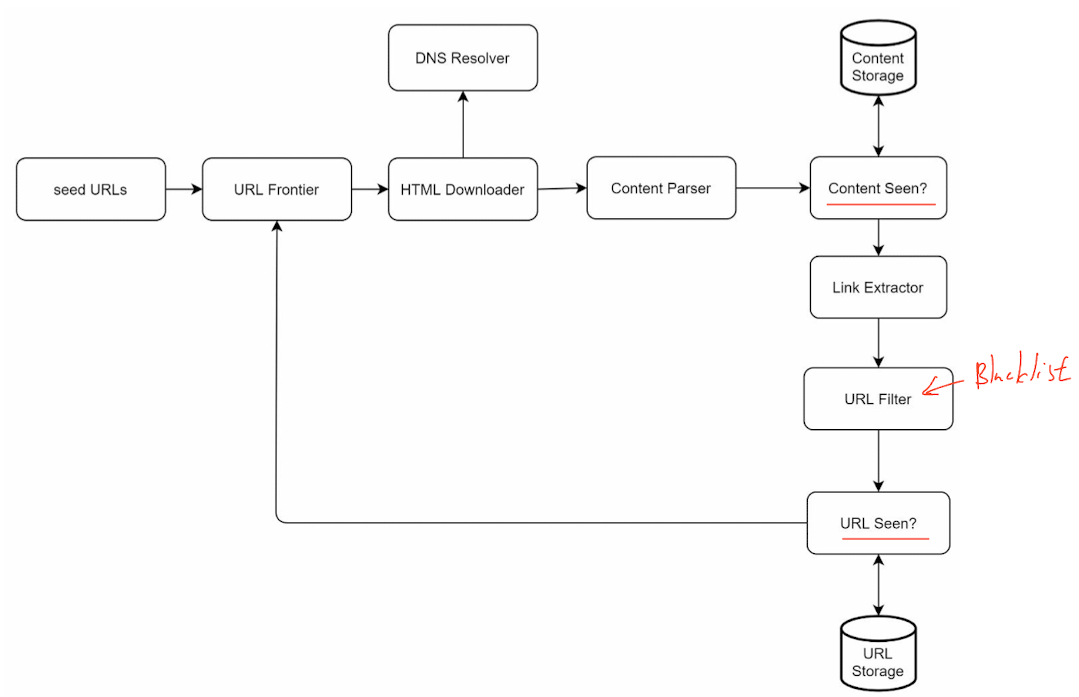 DNS Resolver
Content
Storage
seed URLs
URL Frontier
HTML Downloader
Content Parser
Content Seen?
Link Extractor
Blacklist
URL Filter
URL Seen?
URL
Storage